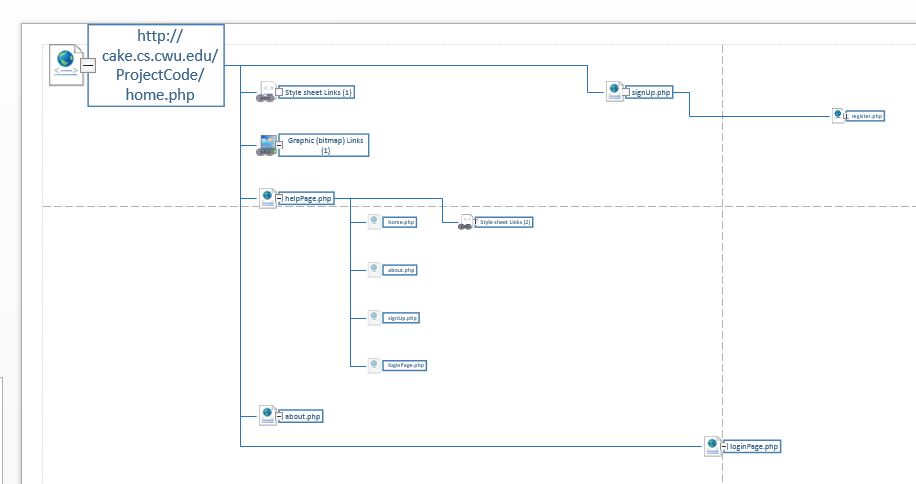 http://
cake.cs.cwu.edu/
ProjectCode/
home.php
Style sheet Links (1)
signUp.php
register.php
Graphic (bitmap) Links
(1)
helpPage.php
home.php
Style sheet Links (2)
about.php
signUp.php
loginPage.php
about.php
loginPage.php